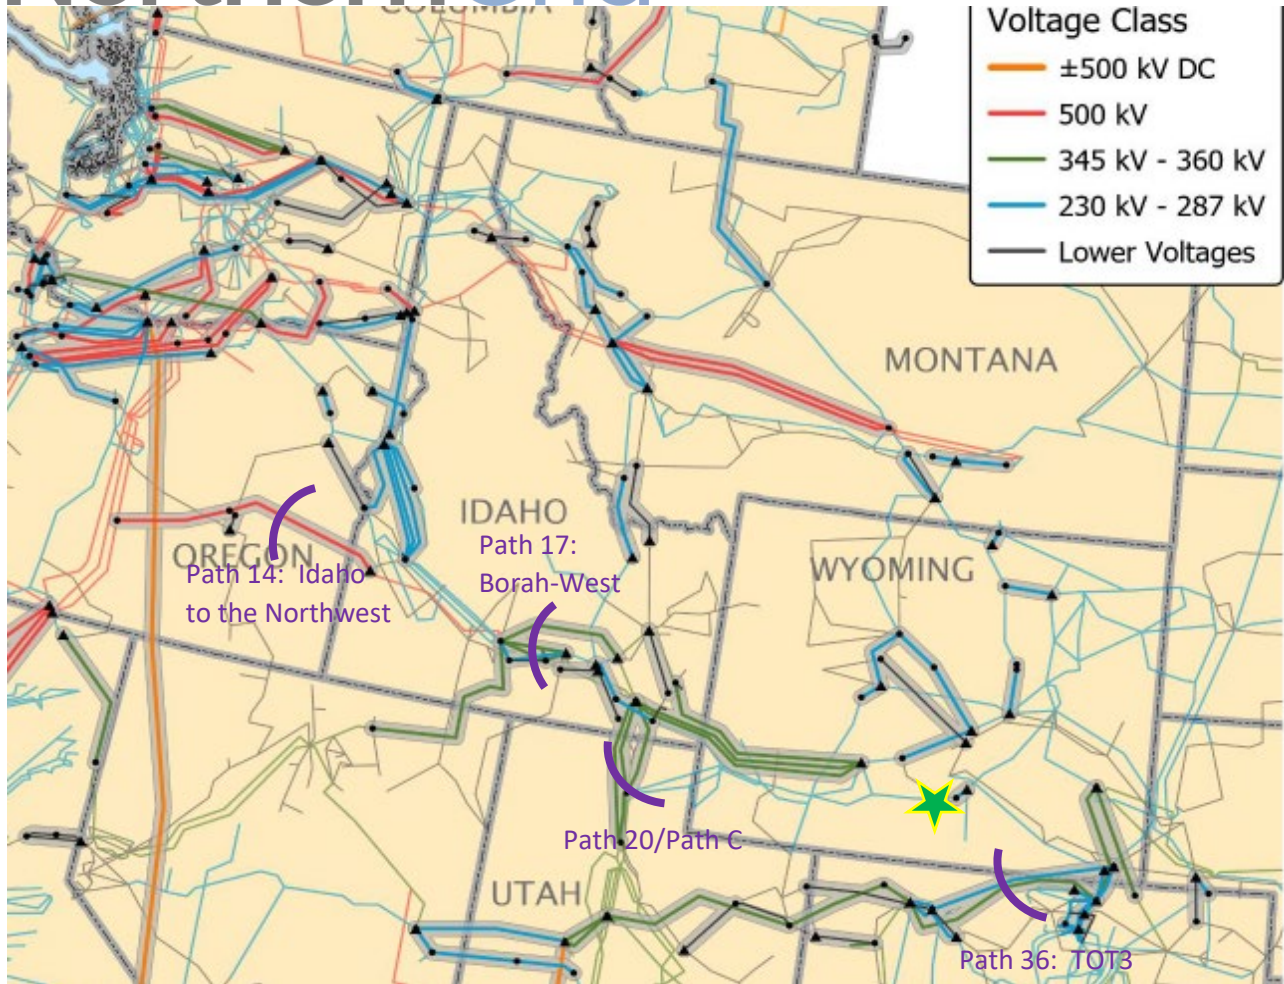 NorthernGrid
COLUMBIA
Voltage Class
±500 kV DC
500 kV
345 kV - 360 kV
230 kV - 287 kV
Lower Voltages
MONTANA
IDAHO
OREGON
WYOMING
Path 17:
Borah-West
Path 14: Idaho
to the Northwest
Path 20/Path C
UTAH
Path 36: TOT3